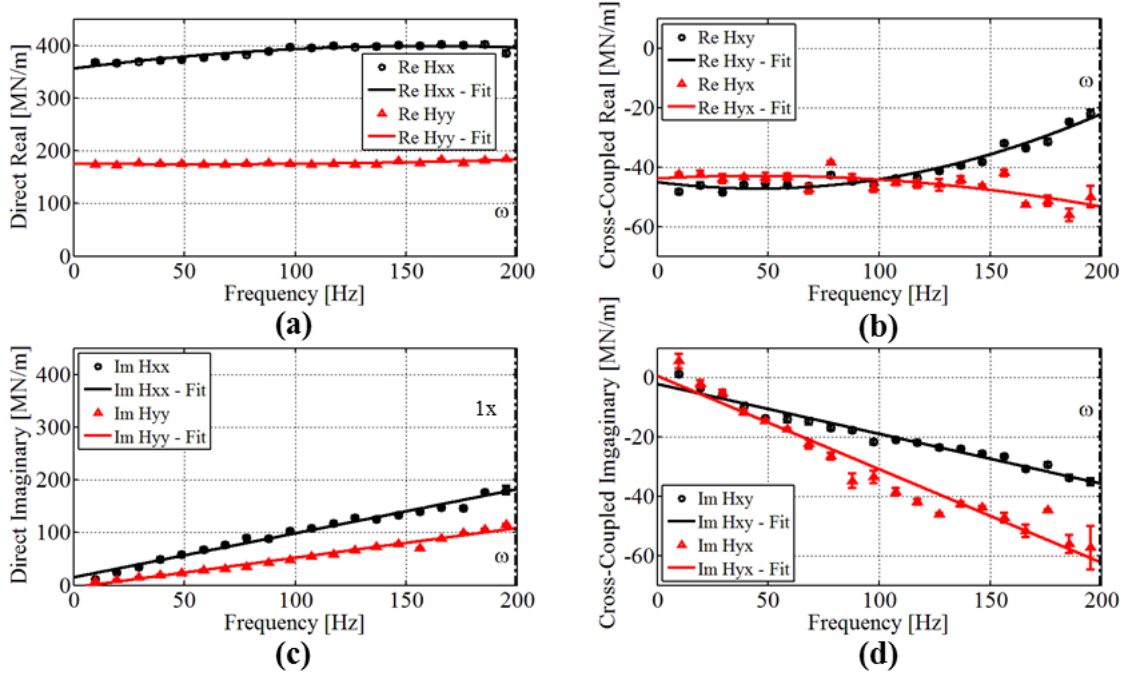 Direct Real [MN/m]
400
300
200
100
0
Re Hxx
Re Hxx - Fit
Re Hyy
Re Hyy - Fit
ω
0 50 100 150 200
Frequency [Hz]
(a)
Cross-Coupled Real [MN/m]
0
-20
-40
-60
Re Hxy
Re Hxy - Fit
Re Hyx
Re Hyx - Fit
ω
0 50 100 150 200
Frequency [Hz]
(b)
Direct Imaginary [MN/m]
400
300
200
100
0
Im Hxx
Im Hxx - Fit
Im Hyy
Im Hyy - Fit
1x
ω
0 50 100 150 200
Frequency [Hz]
(c)
Cross-Coupled Imgaginary [MN/m]
0
-20
-40
-60
ω
Im Hxy
Im Hxy - Fit
Im Hyx
Im Hyx - Fit
0 50 100 150 200
Frequency [Hz]
(d)